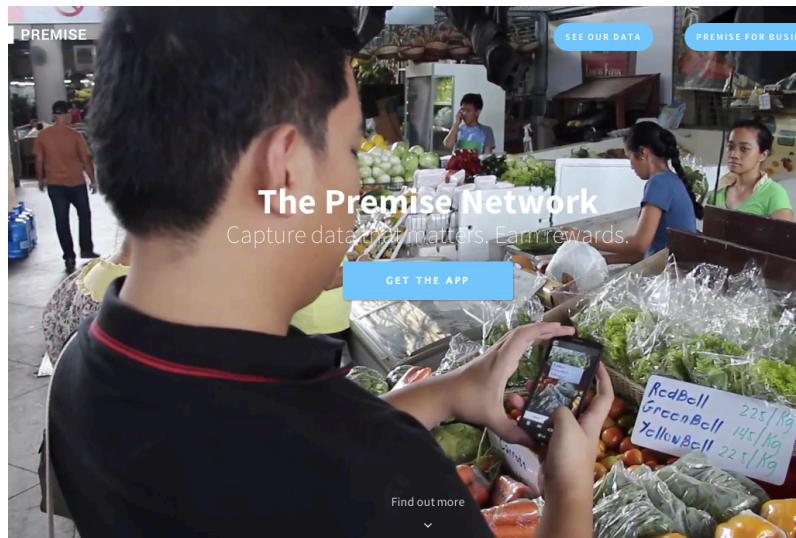 PREMISE
SEE OUR DATA
PREMISE FOR
The Premise Network
Capture data that matters. Earn rewards.
GET THE APP
RedBell 225/Kg
GreenBell 145/Kg
YellowBell 225/Kg
Find out more